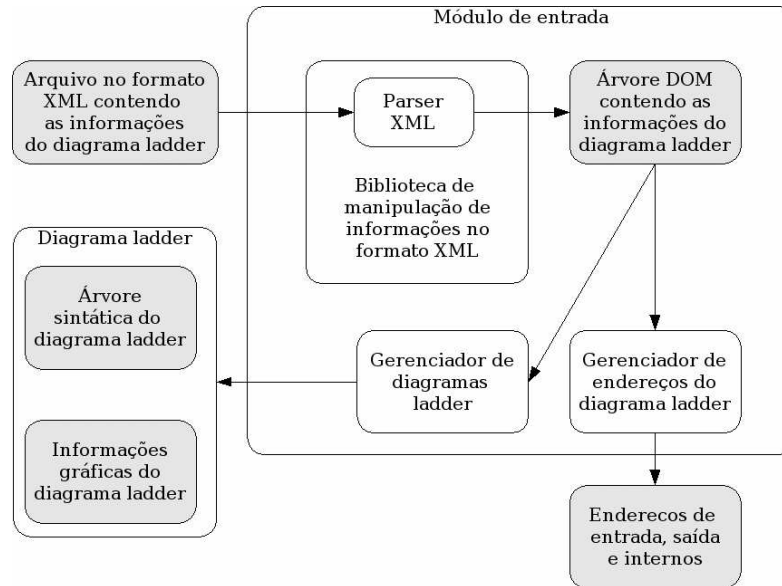 Módulo de entrada
Arquivo no formato
XML contendo
as informações
do diagrama ladder
Parser
XML
Biblioteca de
manipulação de
informações no
formato XML
Árvore DOM
contendo as
informações do
diagrama ladder
Diagrama ladder
Árvore
sintática do
diagrama ladder
Informações
gráficas do
diagrama ladder
Gerenciador de
diagramas
ladder
Gerenciador de
endereços do
diagrama ladder
Enderecos de
entrada, saída
e internos